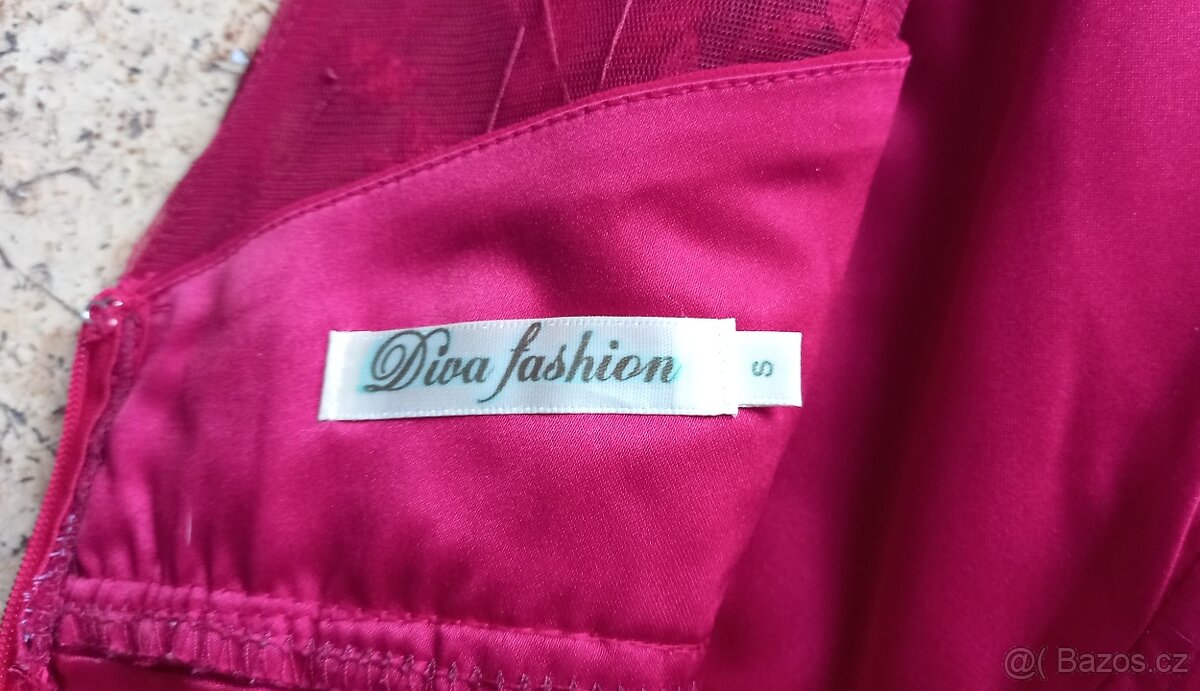 Diva fashion
S
@( Bazos.cz